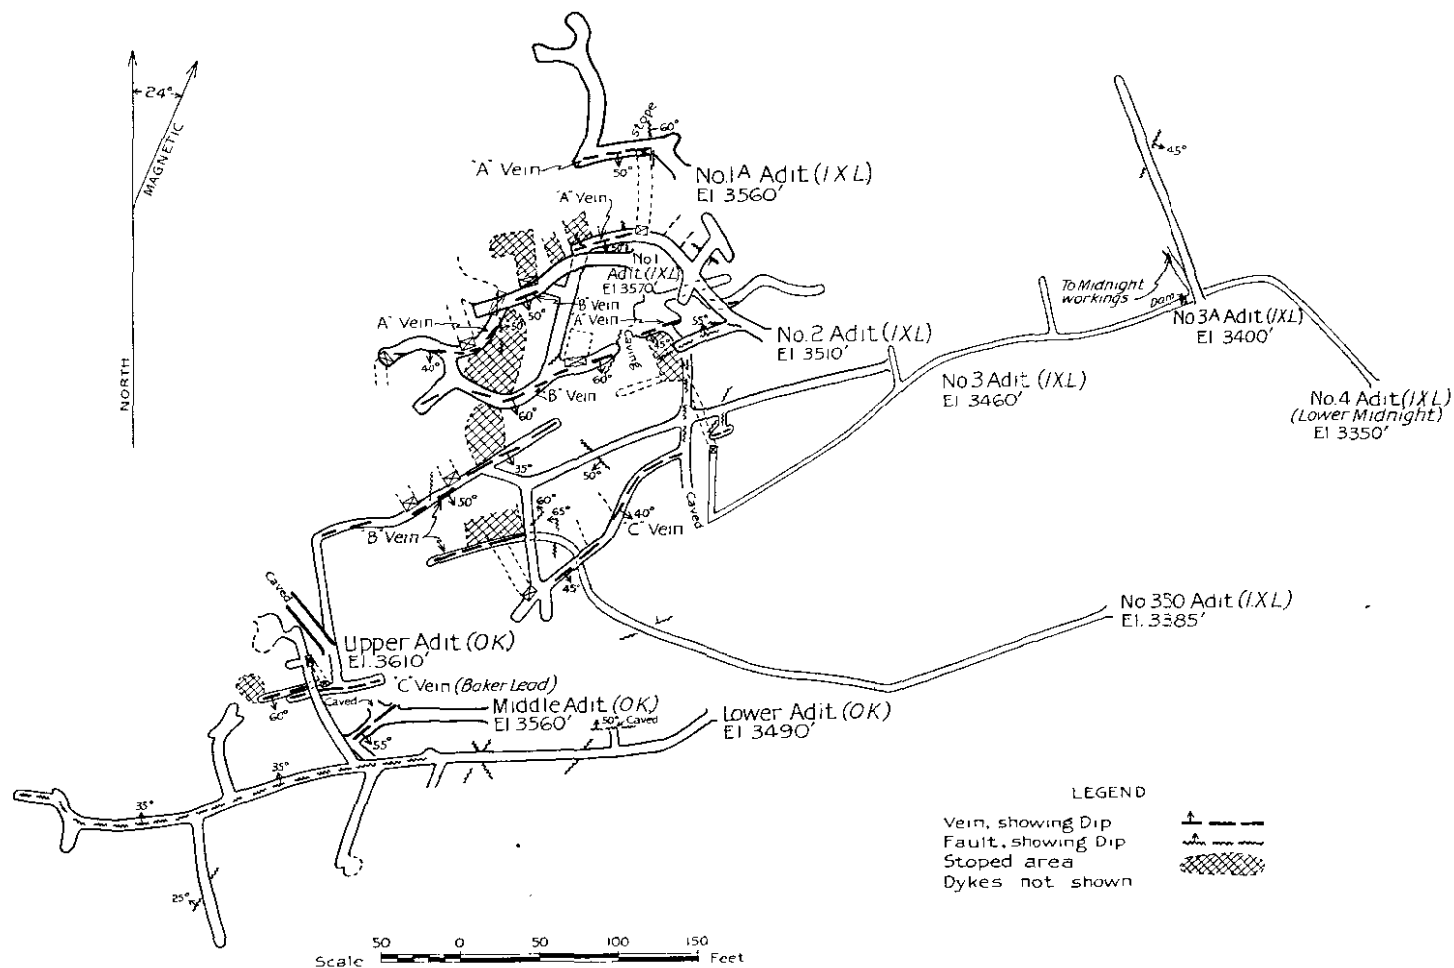 24°
MAGNETIC
NORTH
Stope
60°
"A" Vein
50°
No.1A Adit (IXL)
El 3560'
"A" Vein
50°
No.1
Adit (IXL)
El 3570'
"B" Vein
50°
"A" Vein
50°
"A" Vein
55°
40°
Caving
65°
60°
"B" Vein
60°
No.2 Adit (IXL)
El 3510'
45°
To Midnight
workings
Dam
No 3A Adit (IXL)
El 3400'
No 3 Adit (IXL)
El 3460'
No.4 Adit (IXL)
(Lower Midnight)
El 3350'
35°
50°
50°
60°
65°
40°
Caved
"B" Vein
"C" Vein
45°
Caved
No 350 Adit (IXL)
El. 3385'
Upper Adit (OK)
El. 3610'
"C" Vein (Baker Lead)
60°
Caved
Middle Adit (OK)
El 3560'
55°
50°
Caved
Lower Adit (OK)
El 3490'
35°
35°
25°
LEGEND
Vein, showing Dip
Fault, showing Dip
Stoped area
Dykes not shown
50 0 50 100 150
Scale Feet